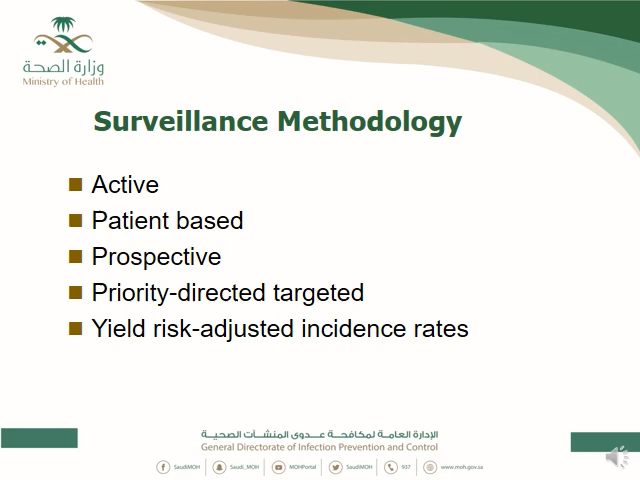 وزارة الصحة
Ministry of Health
Surveillance Methodology
Active
Patient based
Prospective
Priority-directed targeted
Yield risk-adjusted incidence rates
الإدارة العامة لمكافحة عدوى المنشآت الصحية
General Directorate of Infection Prevention and Control
SaudiMOH Saudi_MOH MOHPortal SaudiMOH 937 www.moh.gov.sa